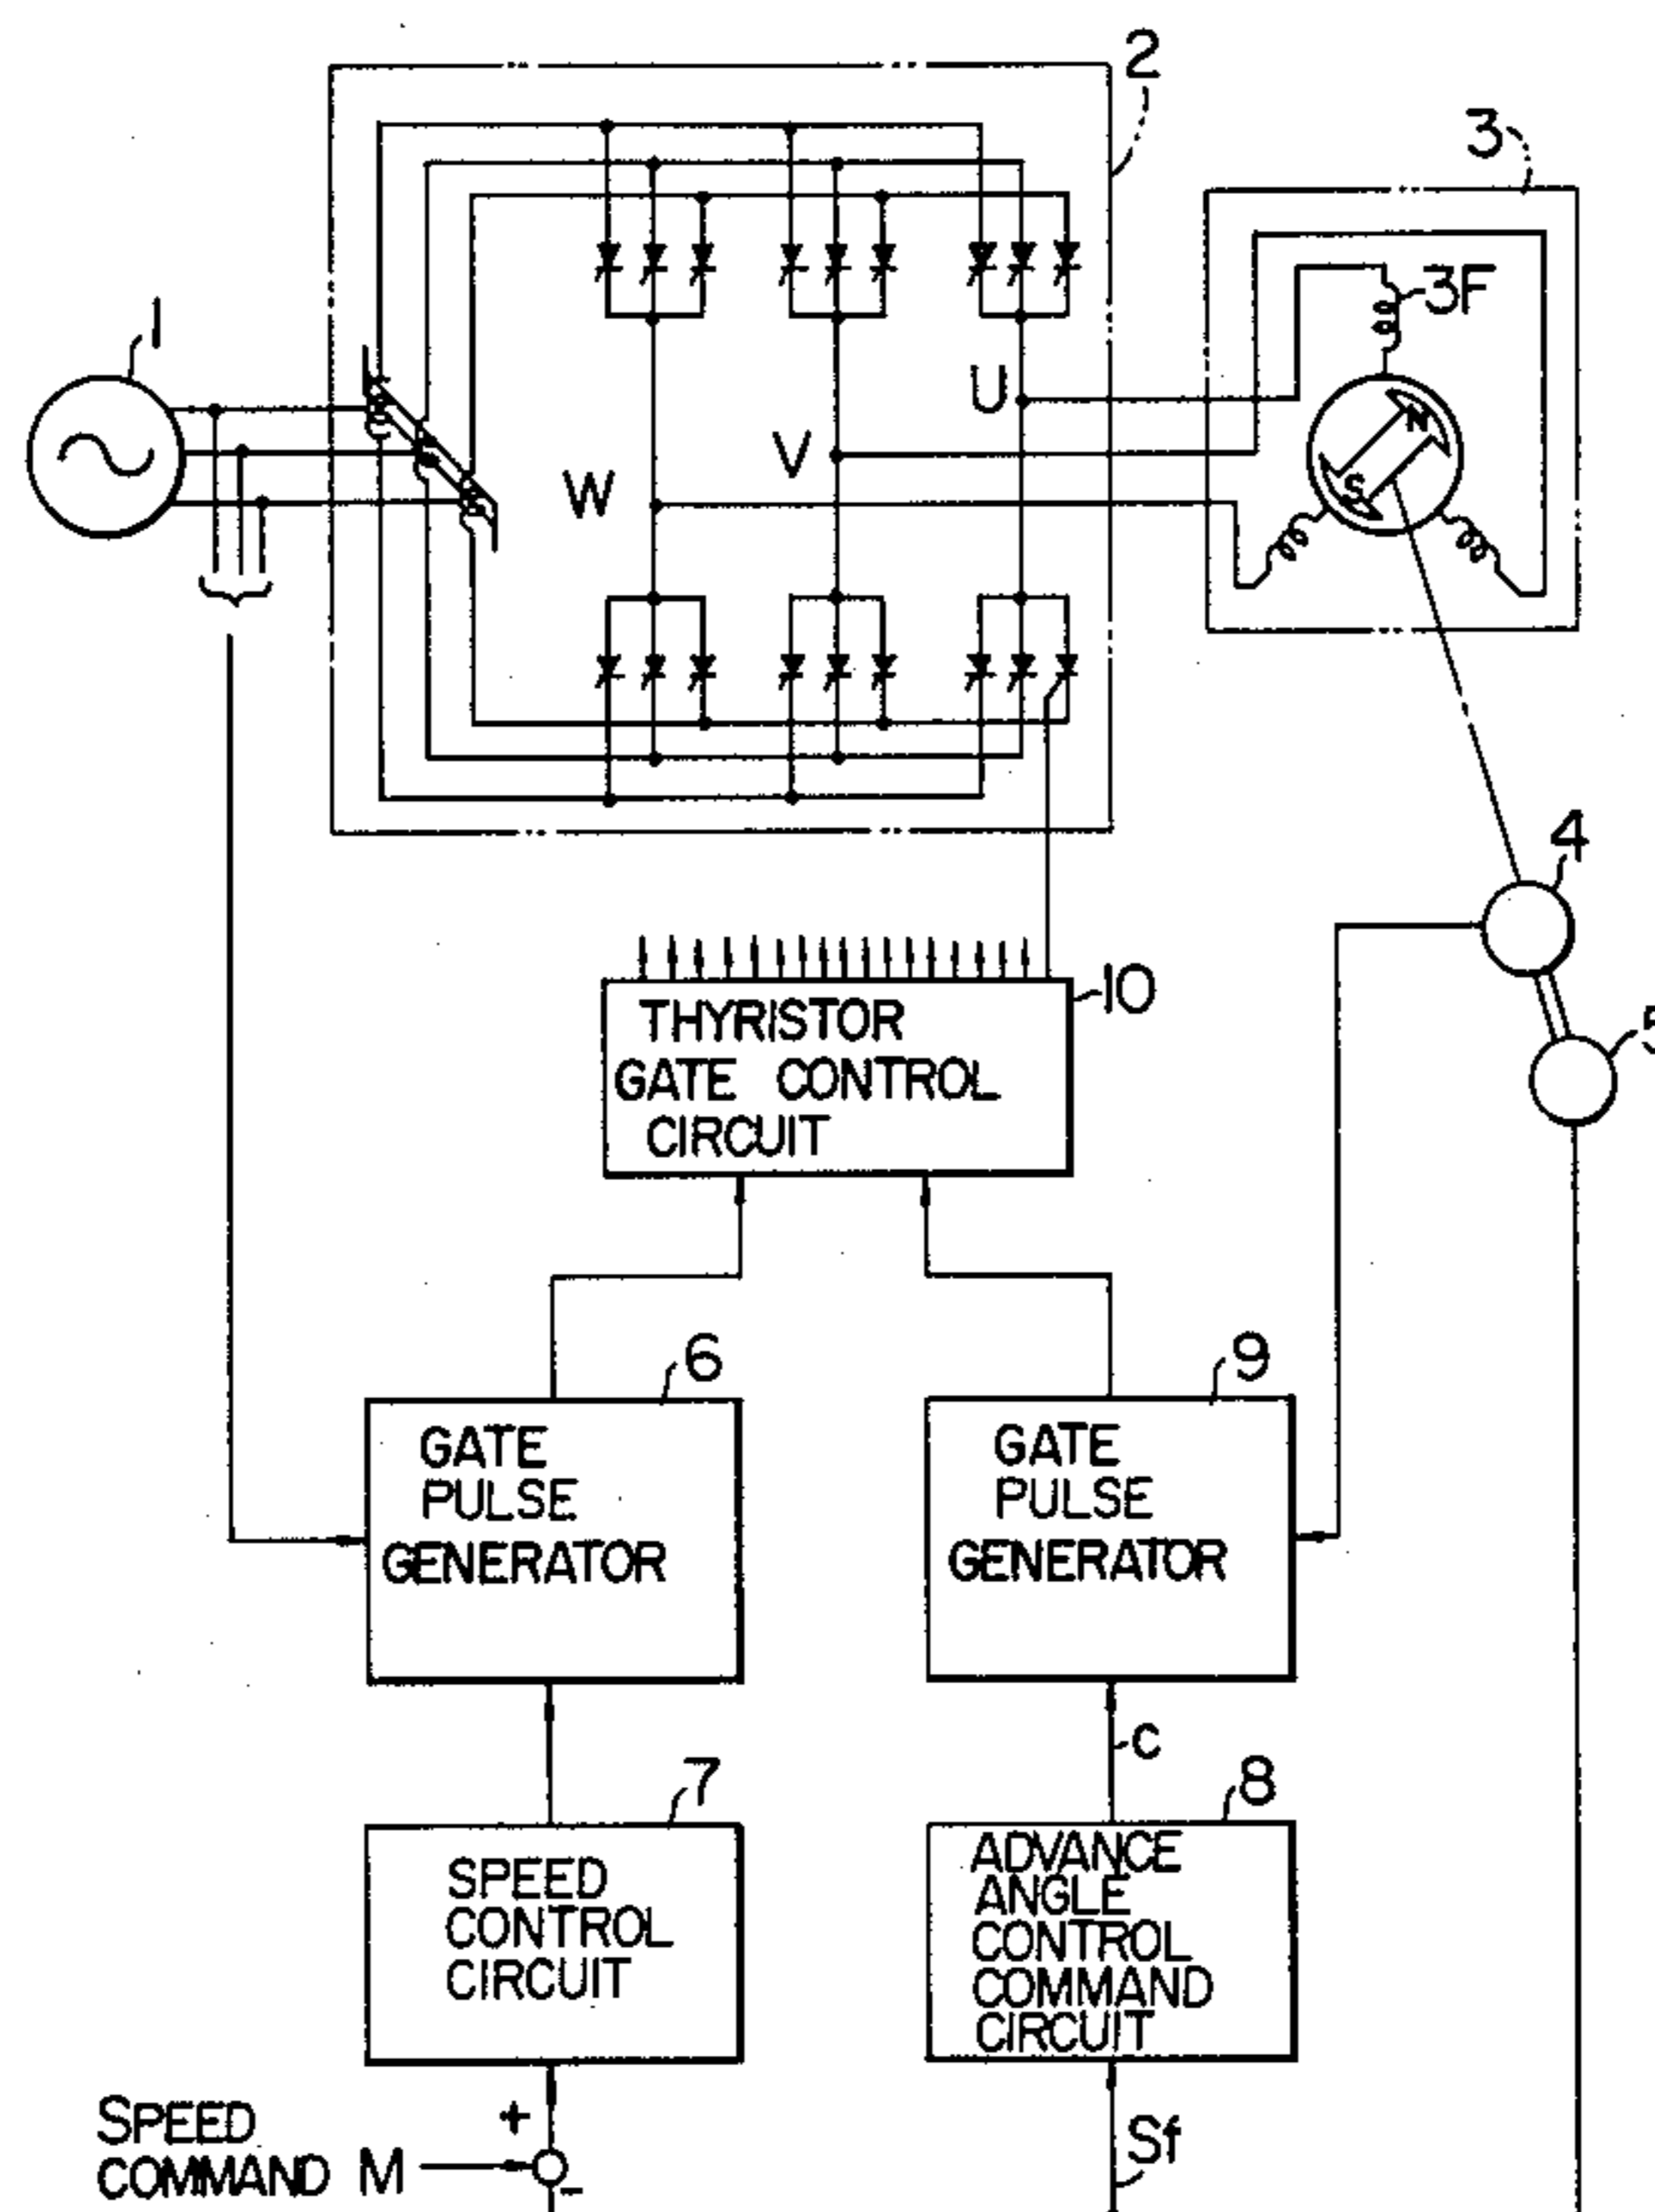 2
3
1
3F
U
N
V
S
W
4
10
THYRISTOR
GATE CONTROL
CIRCUIT
5
6
9
GATE
PULSE
GENERATOR
GATE
PULSE
GENERATOR
C
7
8
SPEED
CONTROL
CIRCUIT
ADVANCE
ANGLE
CONTROL
COMMAND
CIRCUIT
SPEED
COMMAND M
+
-
Sf